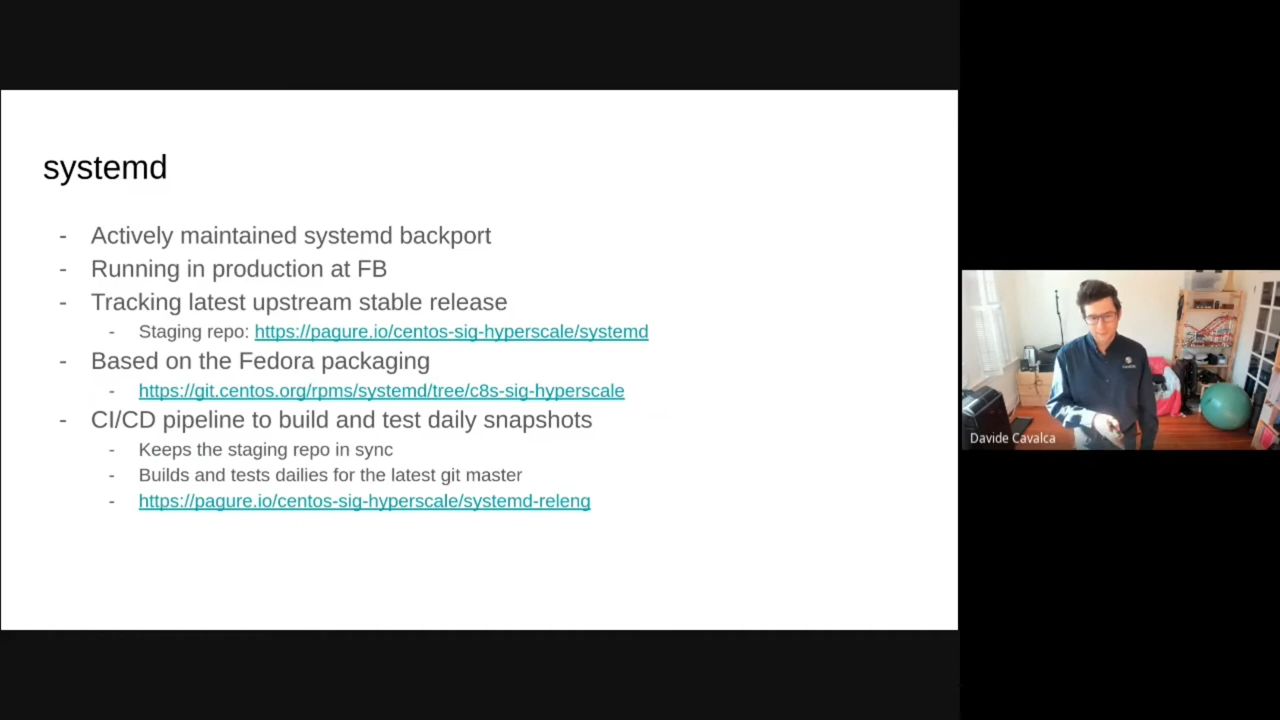 systemd
- Actively maintained systemd backport
- Running in production at FB
- Tracking latest upstream stable release
- Staging repo: https://pagure.io/centos-sig-hyperscale/systemd
- Based on the Fedora packaging
- https://git.centos.org/rpms/systemd/tree/c8s-sig-hyperscale
- CI/CD pipeline to build and test daily snapshots
- Keeps the staging repo in sync
- Builds and tests dailies for the latest git master
- https://pagure.io/centos-sig-hyperscale/systemd-releng
Davide Cavalca